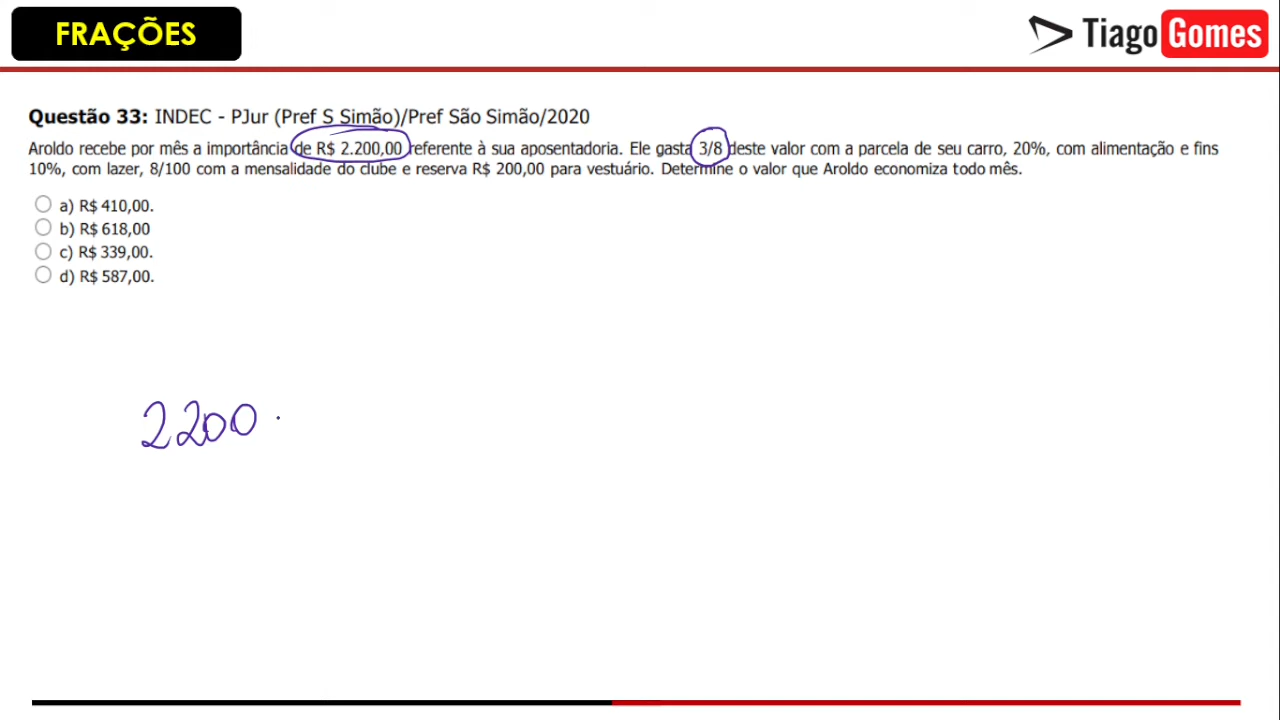 FRAÇÕES
Tiago Gomes
Questão 33: INDEC - PJur (Pref S Simão)/Pref São Simão/2020
Aroldo recebe por mês a importância de R$ 2.200,00 referente à sua aposentadoria. Ele gasta 3/8 deste valor com a parcela de seu carro, 20%, com alimentação e fins
10%, com lazer, 8/100 com a mensalidade do clube e reserva R$ 200,00 para vestuário. Determine o valor que Aroldo economiza todo mês.
a) R$ 410,00.
b) R$ 618,00
c) R$ 339,00.
d) R$ 587,00.
2200 .